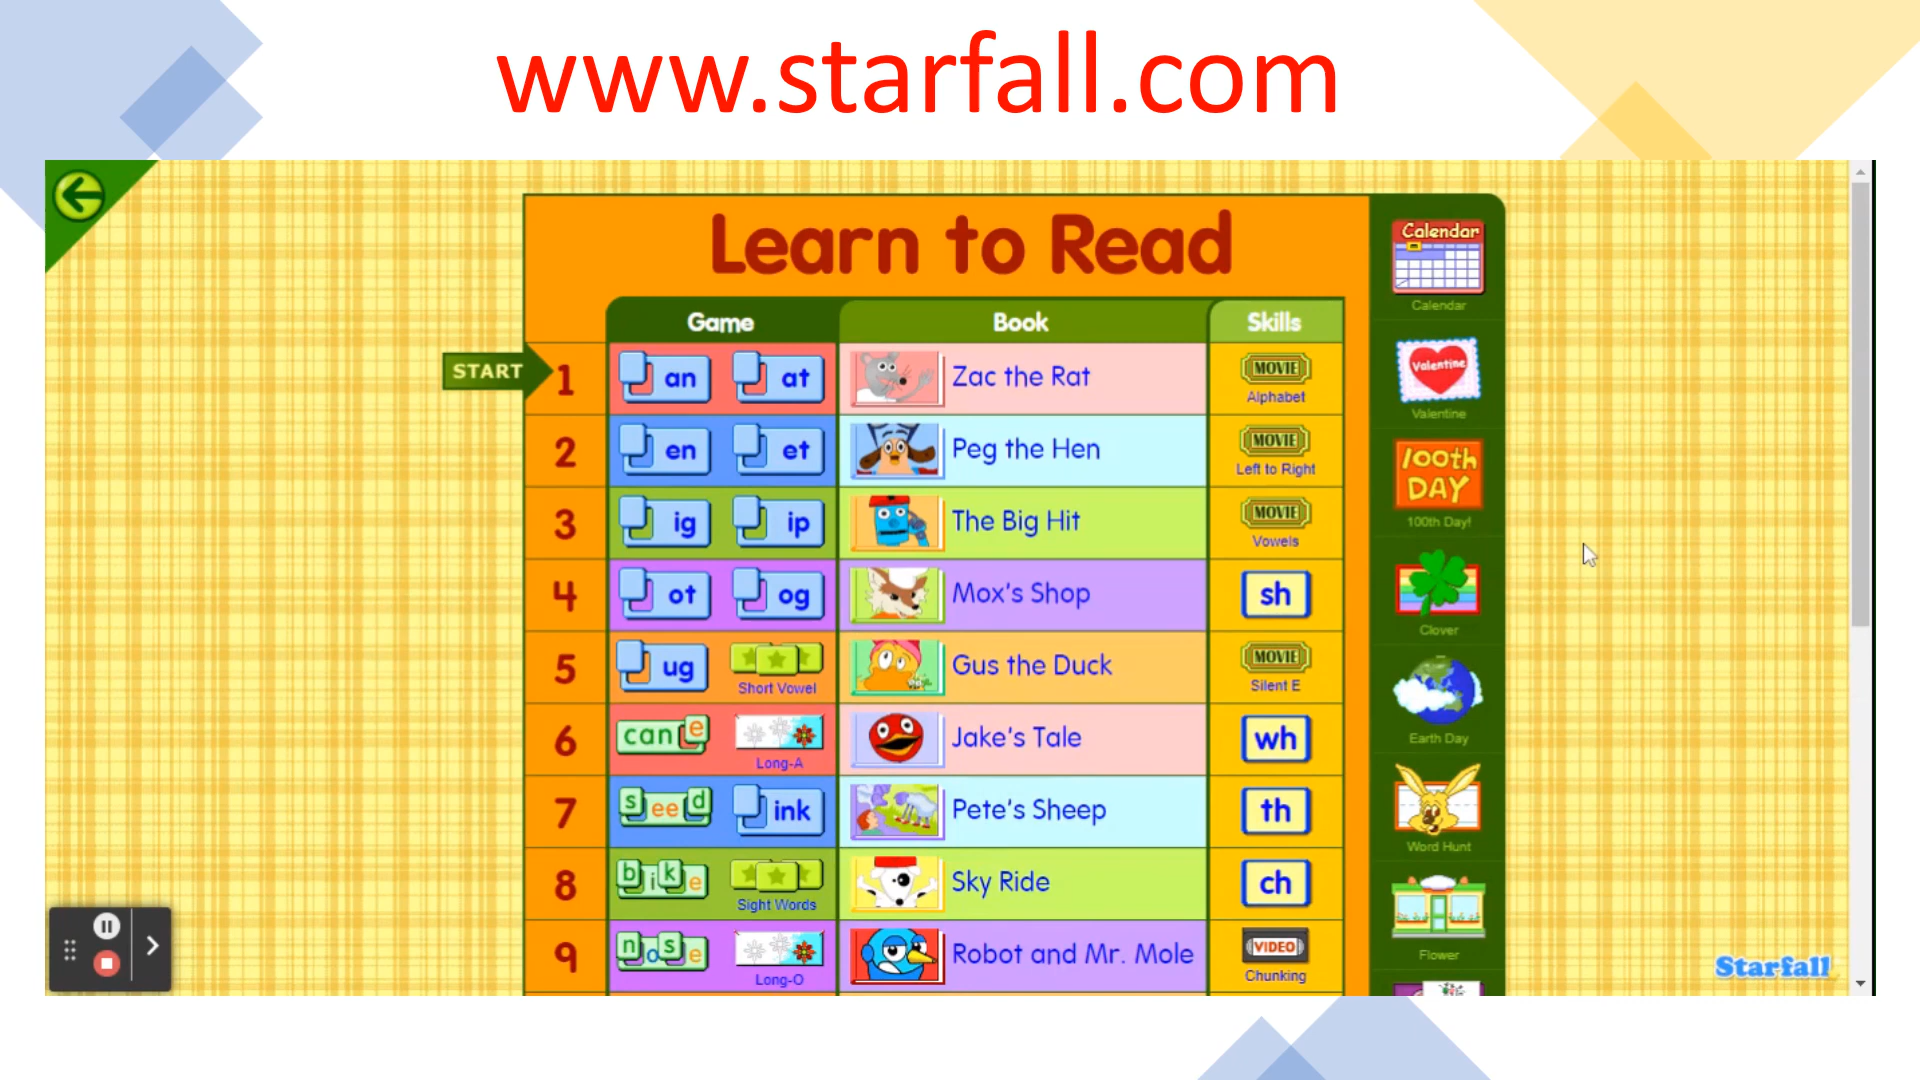 www.starfall.com
Learn to Read
Game Book Skills
START 1 an at Zac the Rat MOVIE Alphabet
2 en et Peg the Hen MOVIE Left to Right
3 ig ip The Big Hit MOVIE Vowels
4 ot og Mox's Shop sh
5 ug Short Vowel Gus the Duck MOVIE Silent E
6 can e Long-A Jake's Tale wh
7 s ee d ink Pete's Sheep th
8 b i k e Sight Words Sky Ride ch
9 n o s e Long-O Robot and Mr. Mole VIDEO Chunking
Calendar
Calendar
Valentine
Valentine
100th
DAY
100th Day!
Clover
Earth Day
Word Hunt
Flower
Starfall